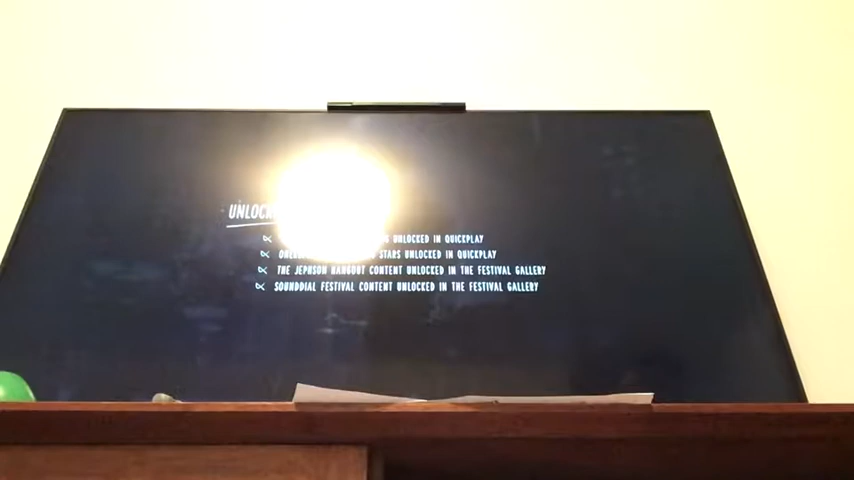 UNLOCKED IN QUICKPLAY
STARS UNLOCKED IN QUICKPLAY
THE JEPHSON HANGOUT CONTENT UNLOCKED IN THE FESTIVAL GALLERY
SOUNDDIAL FESTIVAL CONTENT UNLOCKED IN THE FESTIVAL GALLERY